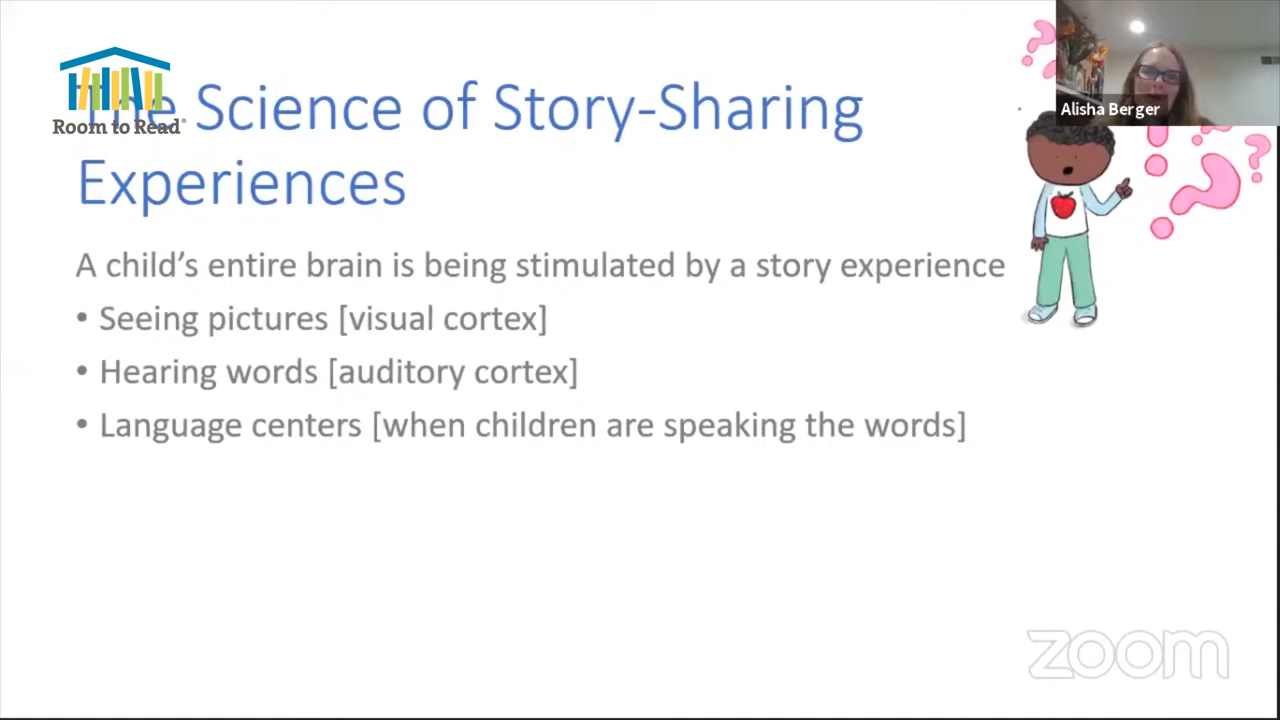 Room to Read®
The Science of Story-Sharing
Experiences
Alisha Berger
A child's entire brain is being stimulated by a story experience
• Seeing pictures [visual cortex]
• Hearing words [auditory cortex]
• Language centers [when children are speaking the words]
zoom